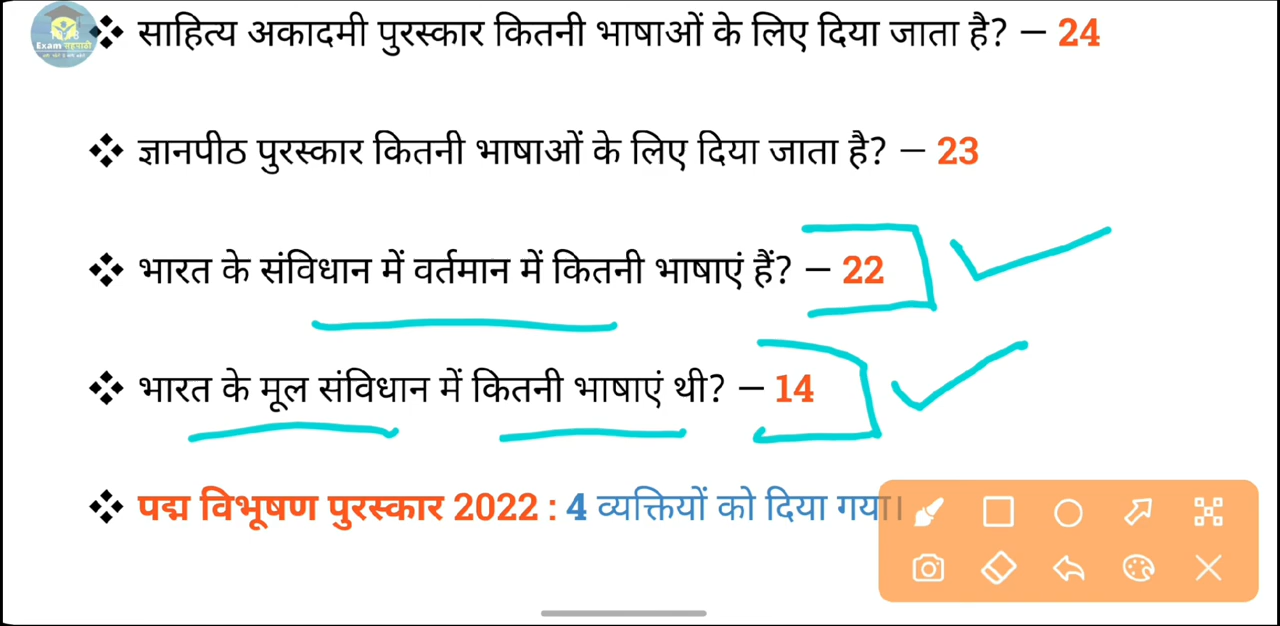 Exam
साहित्य अकादमी पुरस्कार कितनी भाषाओं के लिए दिया जाता है? – 24
ज्ञानपीठ पुरस्कार कितनी भाषाओं के लिए दिया जाता है? – 23
भारत के संविधान में वर्तमान में कितनी भाषाएं हैं? – 22
भारत के मूल संविधान में कितनी भाषाएं थी? – 14
पद्म विभूषण पुरस्कार 2022 : 4 व्यक्तियों को दिया गया।